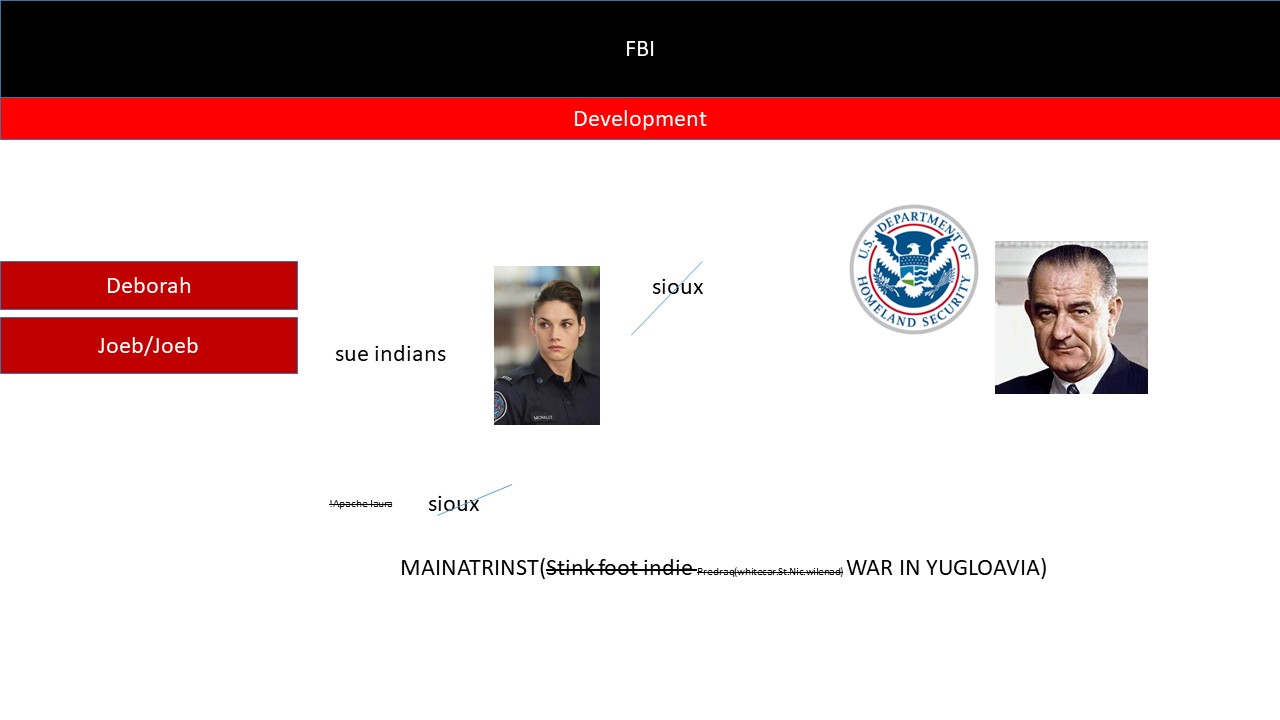 FBI
Development
U.S. DEPARTMENT OF HOMELAND SECURITY
sioux
Deborah
Joeb/Joeb
sue indians
MCNALLY
!Apache laura
sioux
MAINATRINST(Stink foot indie Predraq(whitecar.St.Nic.wilenad) WAR IN YUGLOAVIA)